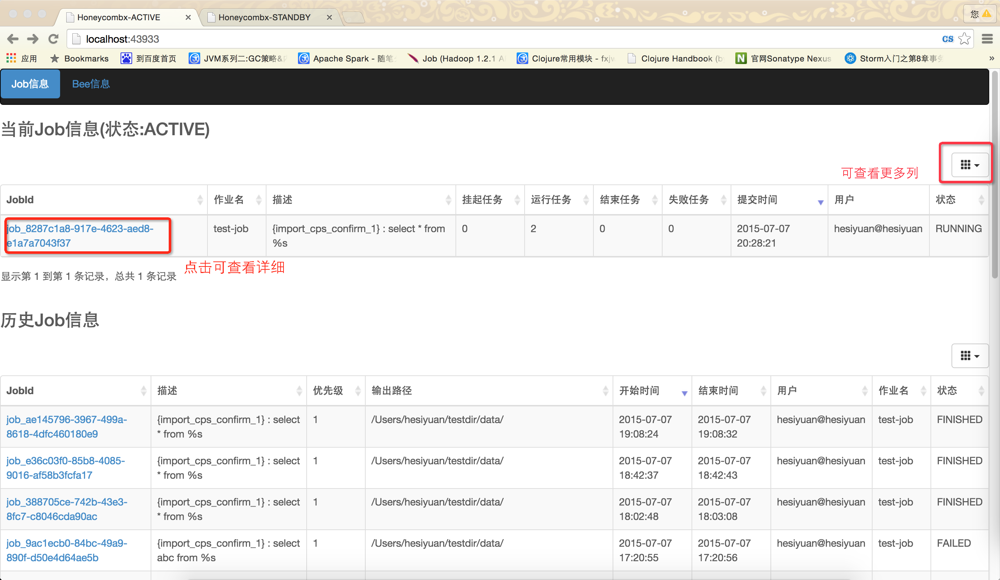 Honeycombx-ACTIVE Honeycombx-STANDBY 您
localhost:43933 CS
应用 Bookmarks 到百度首页 JVM系列二:GC策略& Apache Spark - 随笔 Job (Hadoop 1.2.1 A Clojure常用模块 - fxjw Clojure Handbook (b 官网Sonatype Nexus Storm入门之第8章事务 »
Job信息 Bee信息
当前Job信息(状态:ACTIVE)
可查看更多列
JobId 作业名 描述 挂起任务 运行任务 结束任务 失败任务 提交时间 用户 状态
job_8287c1a8-917e-4623-aed8- test-job {import_cps_confirm_1} : select * from 0 2 0 0 2015-07-07 hesiyuan@hesiyuan RUNNING
e1a7a7043f37 %s 20:28:21
点击可查看详细
显示第 1 到第 1 条记录，总共 1 条记录
历史Job信息
JobId 描述 优先级 输出路径 开始时间 结束时间 用户 作业名 状态
job_ae145796-3967-499a- {import_cps_confirm_1} : select 1 /Users/hesiyuan/testdir/data/ 2015-07-07 2015-07-07 hesiyuan@hesiyuan test-job FINISHED
8618-4dfc460180e9 * from %s 19:08:24 19:08:32
job_e36c03f0-85b8-4085- {import_cps_confirm_1} : select 1 /Users/hesiyuan/testdir/data/ 2015-07-07 2015-07-07 hesiyuan@hesiyuan test-job FINISHED
9016-af58b3fcfa17 * from %s 18:42:37 18:42:43
job_388705ce-742b-43e3- {import_cps_confirm_1} : select 1 /Users/hesiyuan/testdir/data/ 2015-07-07 2015-07-07 hesiyuan@hesiyuan test-job FINISHED
8fc7-c8046cda90ac * from %s 18:02:48 18:03:08
job_9ac1ecb0-84bc-49a9- {import_cps_confirm_1} : select 1 /Users/hesiyuan/testdir/data/ 2015-07-07 2015-07-07 hesiyuan@hesiyuan test-job FAILED
890f-d50e4d64ae5b abc from %s 17:20:55 17:20:56